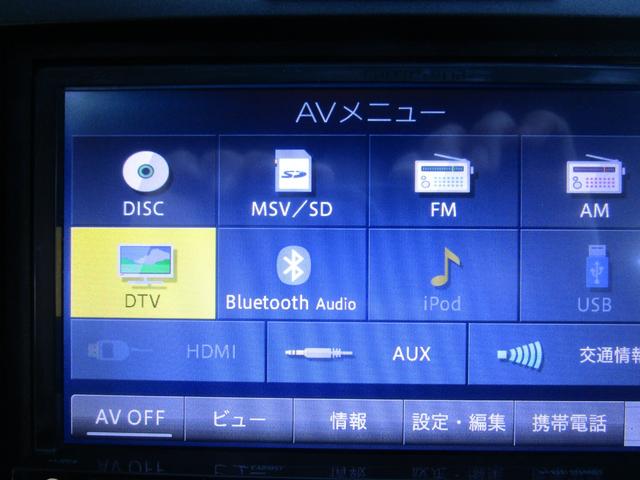 AVメニュー
DISC
MSV/SD
FM
AM
DTV
Bluetooth Audio
iPod
USB
HDMI
AUX
交通情報
AV OFF
ビュー
情報
設定・編集
携帯電話